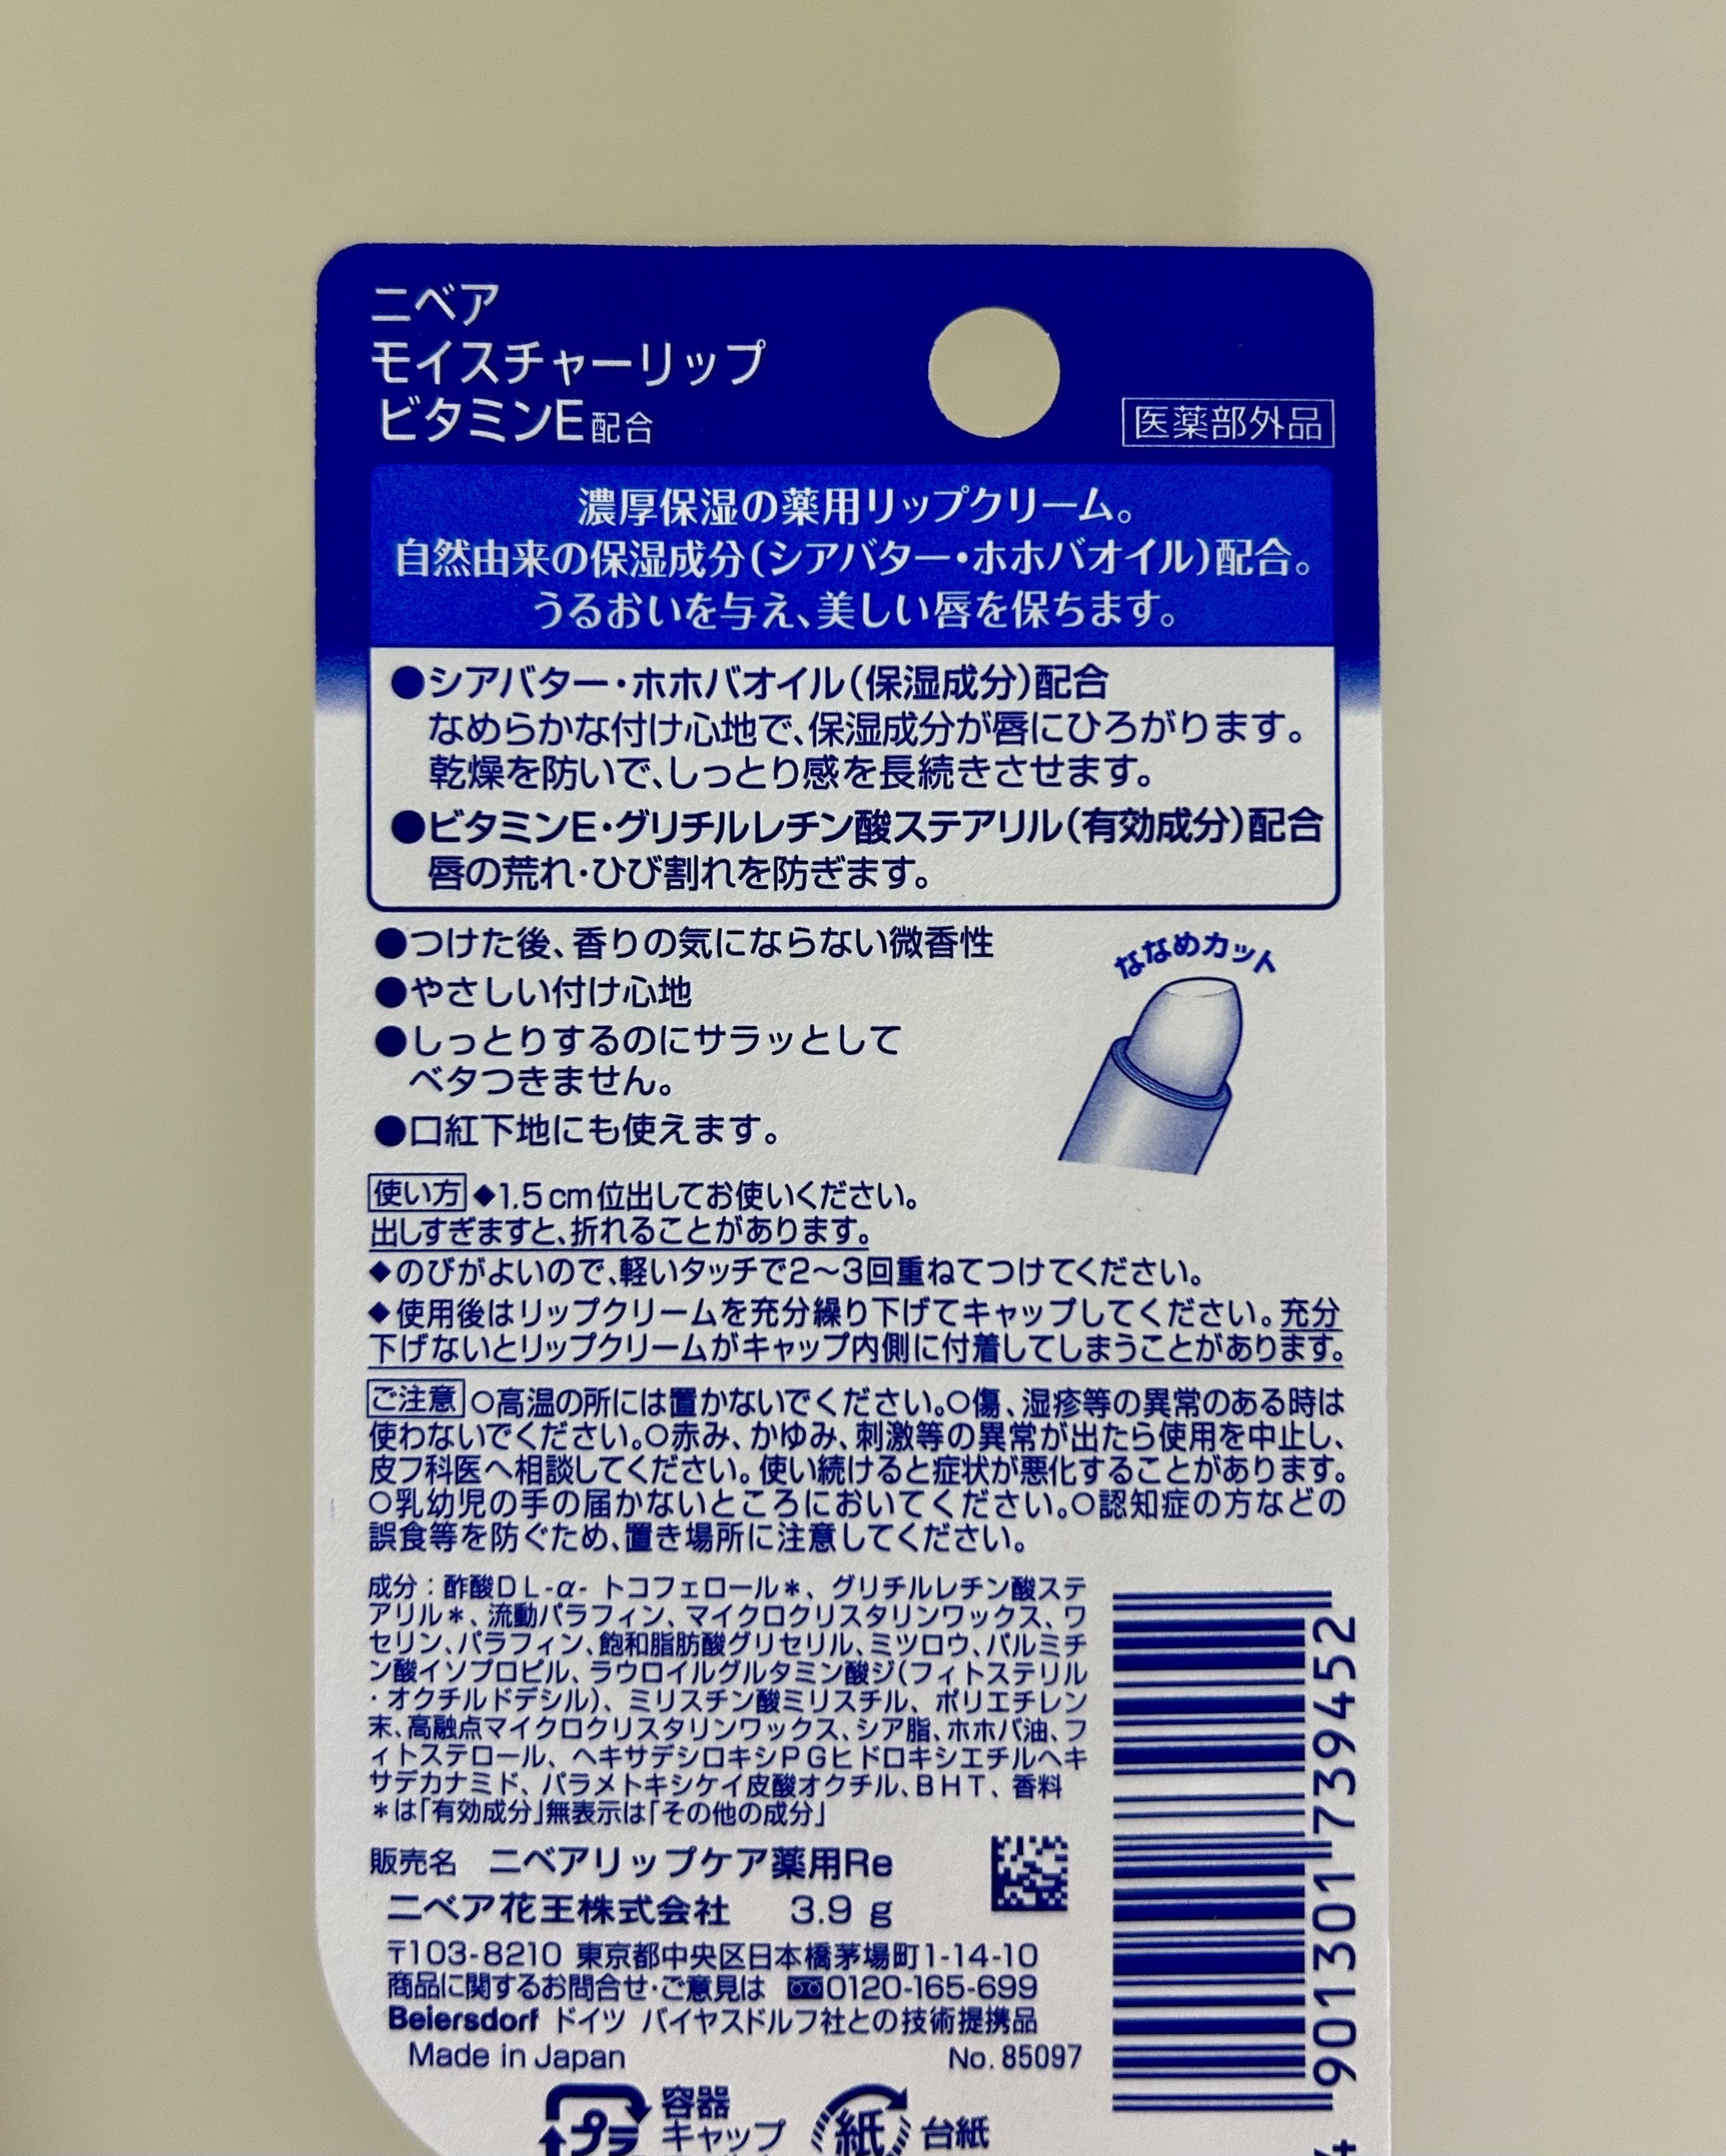 ニベア
モイスチャーリップ
ビタミンE配合
医薬部外品
濃厚保湿の薬用リップクリーム。
自然由来の保湿成分(シアバター・ホホバオイル)配合。
うるおいを与え、美しい唇を保ちます。
●シアバター・ホホバオイル(保湿成分)配合
なめらかな付け心地で、保湿成分が唇にひろがります。
乾燥を防いで、しっとり感を長続きさせます。
●ビタミンE・グリチルレチン酸ステアリル(有効成分)配合
唇の荒れ・ひび割れを防ぎます。
●つけた後、香りの気にならない微香性
●やさしい付け心地
●しっとりするのにサラッとして
ベタつきません。
●口紅下地にも使えます。
ななめカット
使い方 ◆1.5cm位出してお使いください。
出しすぎますと、折れることがあります。
◆のびがよいので、軽いタッチで2〜3回重ねてつけてください。
◆使用後はリップクリームを充分繰り下げてキャップしてください。充分
下げないとリップクリームがキャップ内側に付着してしまうことがあります。
ご注意 ○高温の所には置かないでください。○傷、湿疹等の異常のある時は
使わないでください。○赤み、かゆみ、刺激等の異常が出たら使用を中止し、
皮フ科医へ相談してください。使い続けると症状が悪化することがあります。
○乳幼児の手の届かないところにおいてください。○認知症の方などの
誤食等を防ぐため、置き場所に注意してください。
成分：酢酸DL-α-トコフェロール＊、グリチルレチン酸ステ
アリル＊、流動パラフィン、マイクロクリスタリンワックス、ワ
セリン、パラフィン、飽和脂肪酸グリセリル、ミツロウ、パルミチ
ン酸イソプロピル、ラウロイルグルタミン酸ジ(フィトステリル
・オクチルドデシル)、ミリスチン酸ミリスチル、ポリエチレン
末、高融点マイクロクリスタリンワックス、シア脂、ホホバ油、フ
ィトステロール、ヘキサデシロキシPGヒドロキシエチルヘキ
サデカナミド、パラメトキシケイ皮酸オクチル、BHT、香料
＊は「有効成分」無表示は「その他の成分」
販売名 ニベアリップケア薬用Re
ニベア花王株式会社 3.9 g
〒103-8210 東京都中央区日本橋茅場町1-14-10
商品に関するお問合せ・ご意見は 0120-165-699
Beiersdorf ドイツ バイヤスドルフ社との技術提携品
Made in Japan No. 85097
プラ 容器
キャップ
紙 台紙
4 901301 739452